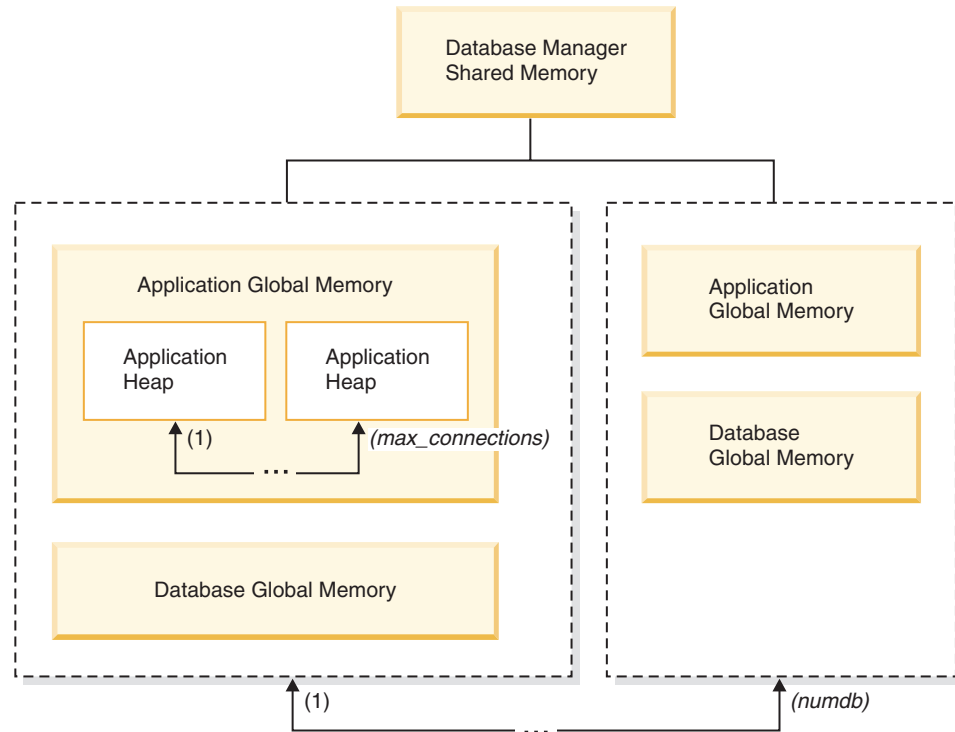 Database Manager
Shared Memory
Application Global Memory
Application
Heap
Application
Heap
(1)
(max_connections)
...
Database Global Memory
Application
Global Memory
Database
Global Memory
(1)
(numdb)
...